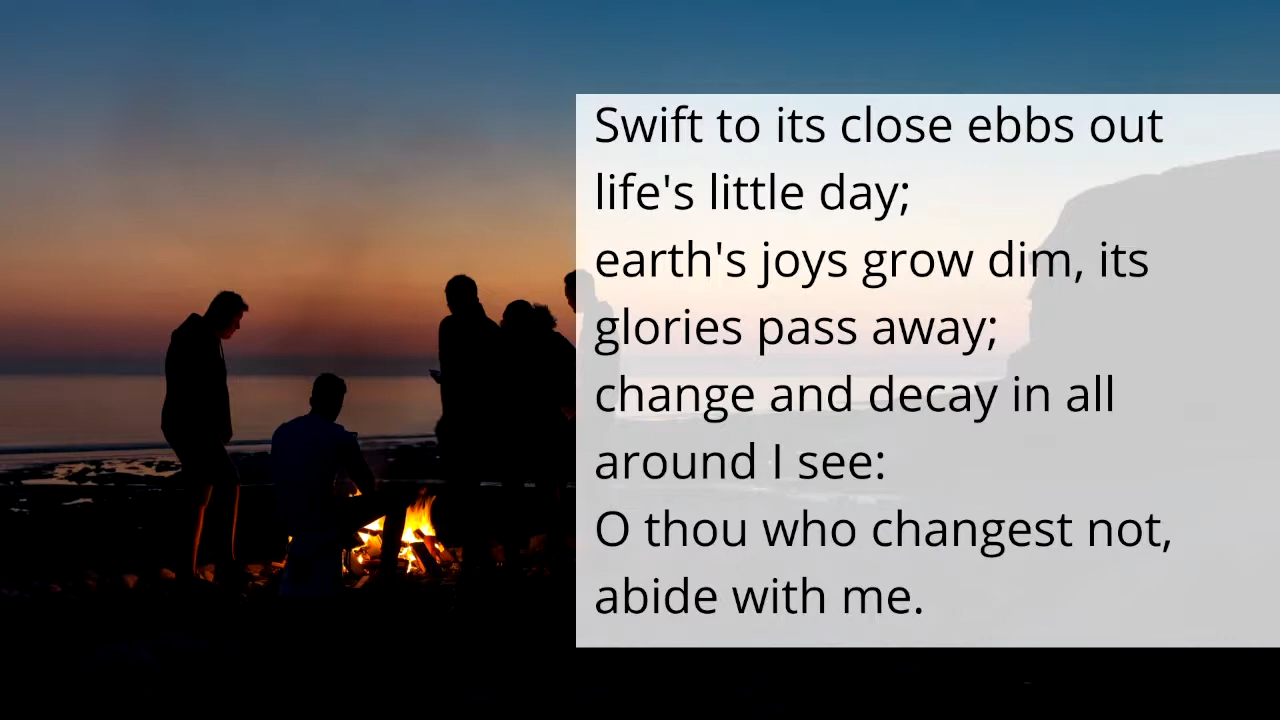 Swift to its close ebbs out
life's little day;
earth's joys grow dim, its
glories pass away;
change and decay in all
around I see:
O thou who changest not,
abide with me.